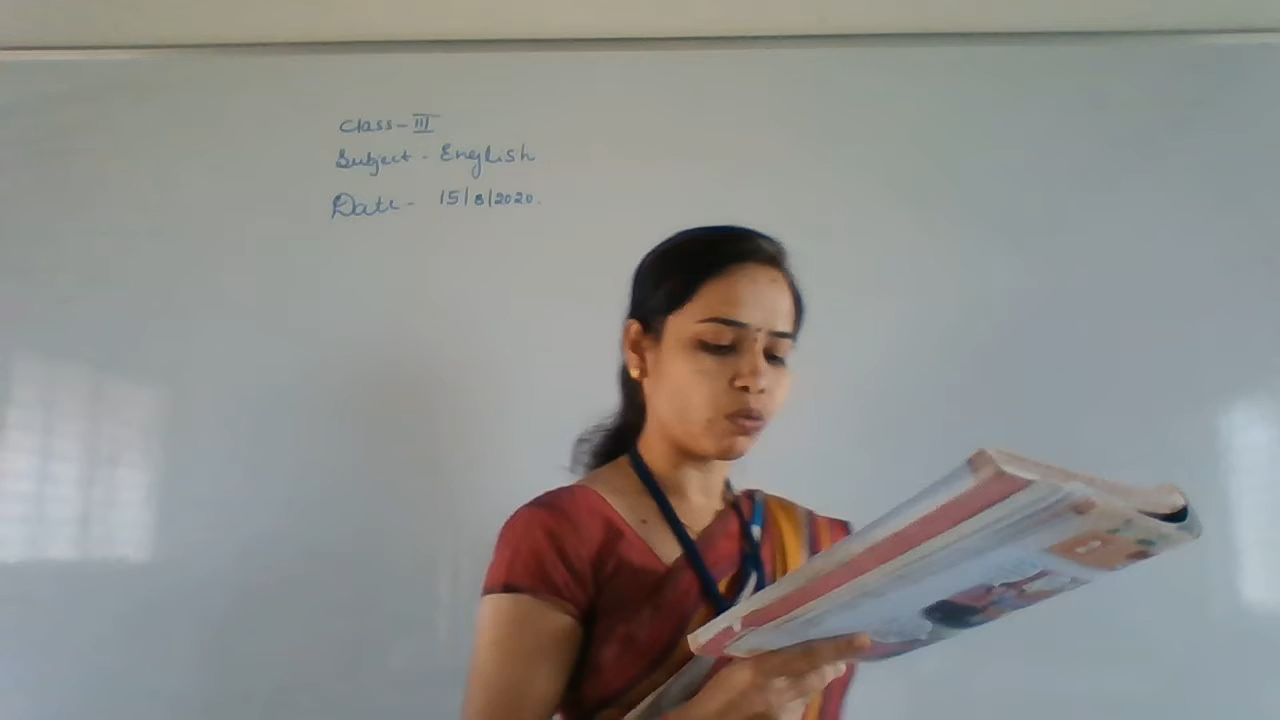 Class - III
Subject - English
Date - 15/8/2020.